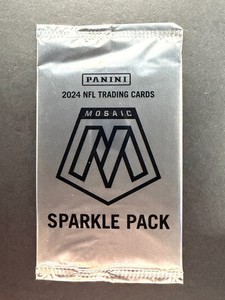 PANINI
2024 NFL TRADING CARDS
MOSAIC
M
SPARKLE PACK